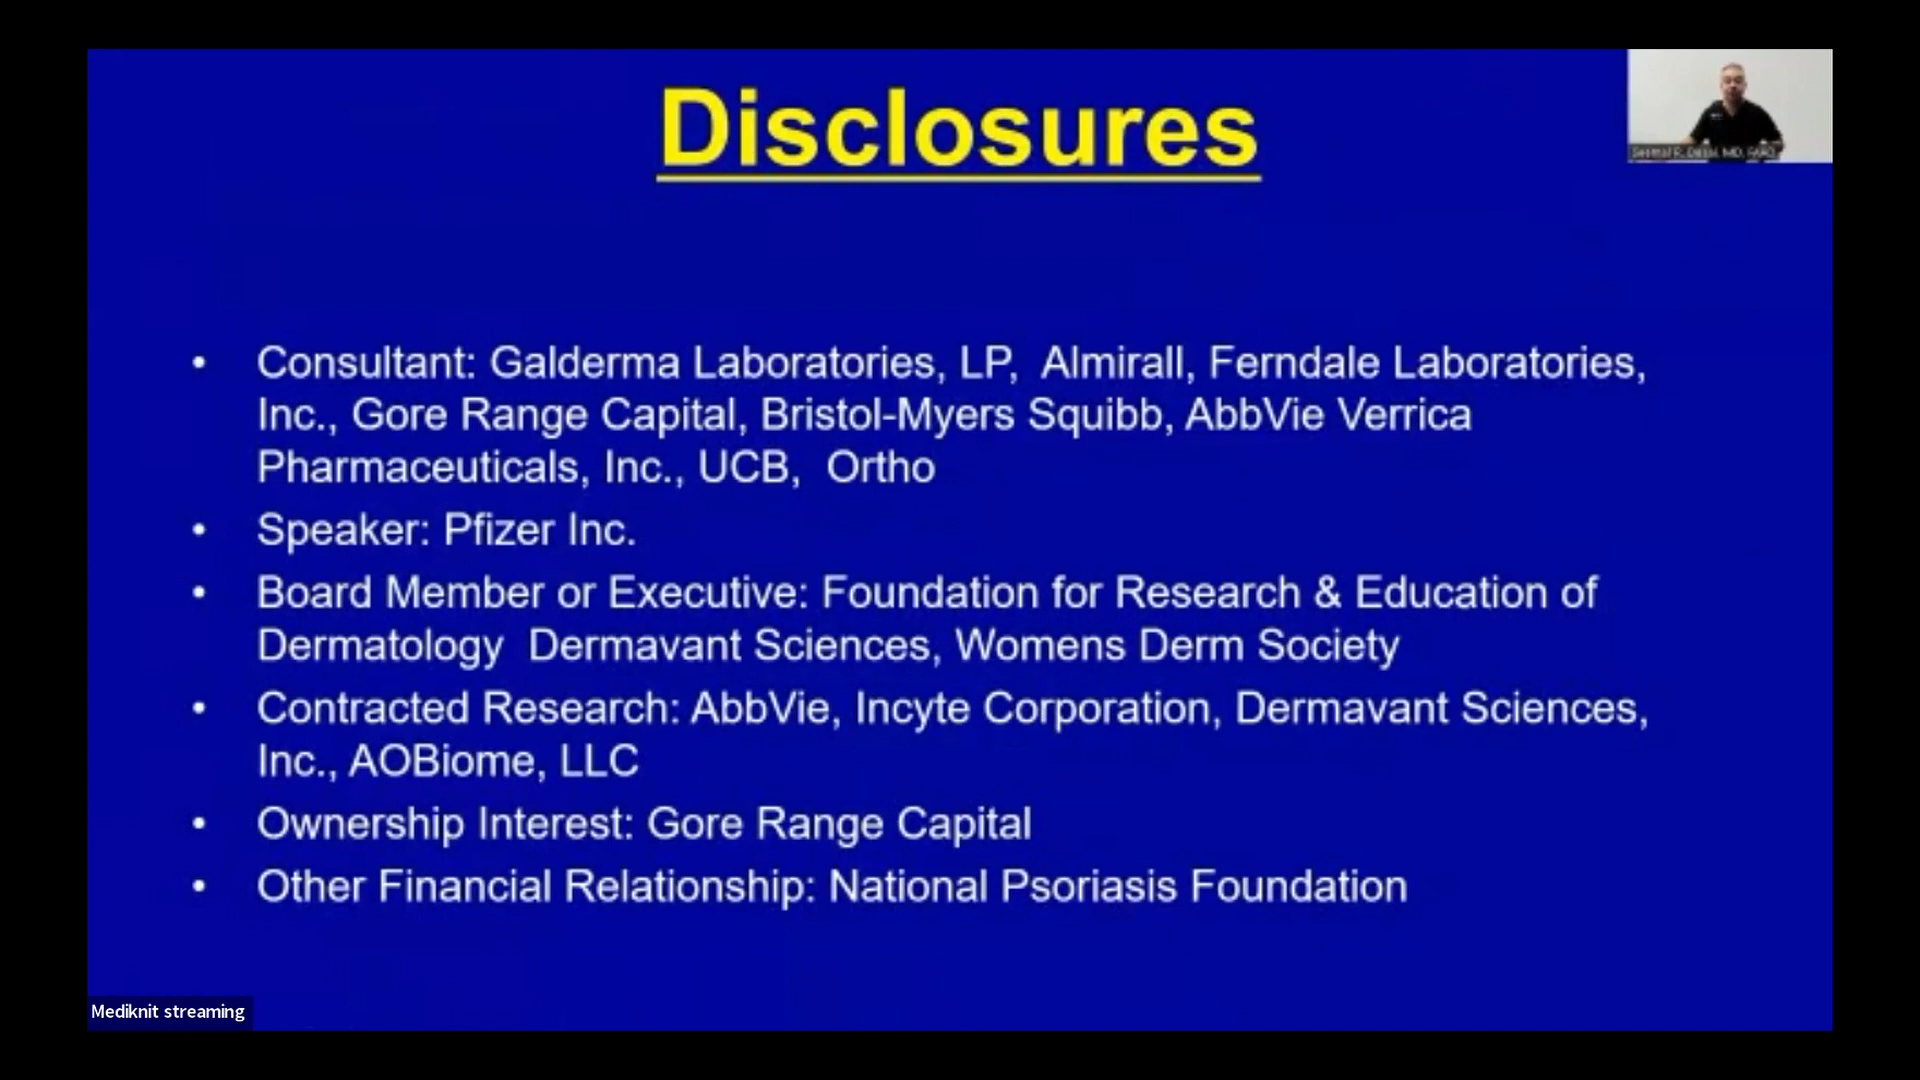 Disclosures
• Consultant: Galderma Laboratories, LP, Almirall, Ferndale Laboratories,
Inc., Gore Range Capital, Bristol-Myers Squibb, AbbVie Verrica
Pharmaceuticals, Inc., UCB, Ortho
• Speaker: Pfizer Inc.
• Board Member or Executive: Foundation for Research & Education of
Dermatology Dermavant Sciences, Womens Derm Society
• Contracted Research: AbbVie, Incyte Corporation, Dermavant Sciences,
Inc., AOBiome, LLC
• Ownership Interest: Gore Range Capital
• Other Financial Relationship: National Psoriasis Foundation
Mediknit streaming